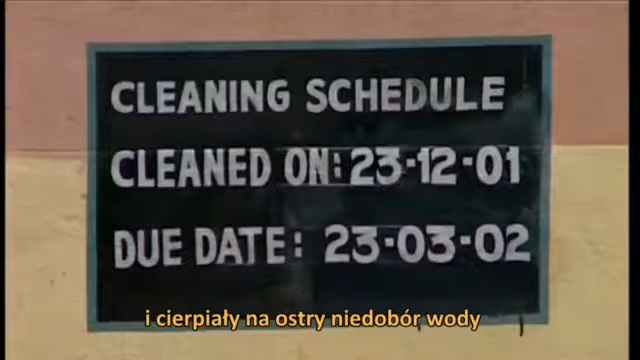 CLEANING SCHEDULE
CLEANED ON: 23-12-01
DUE DATE: 23-03-02
i cierpiały na ostry niedobór wody